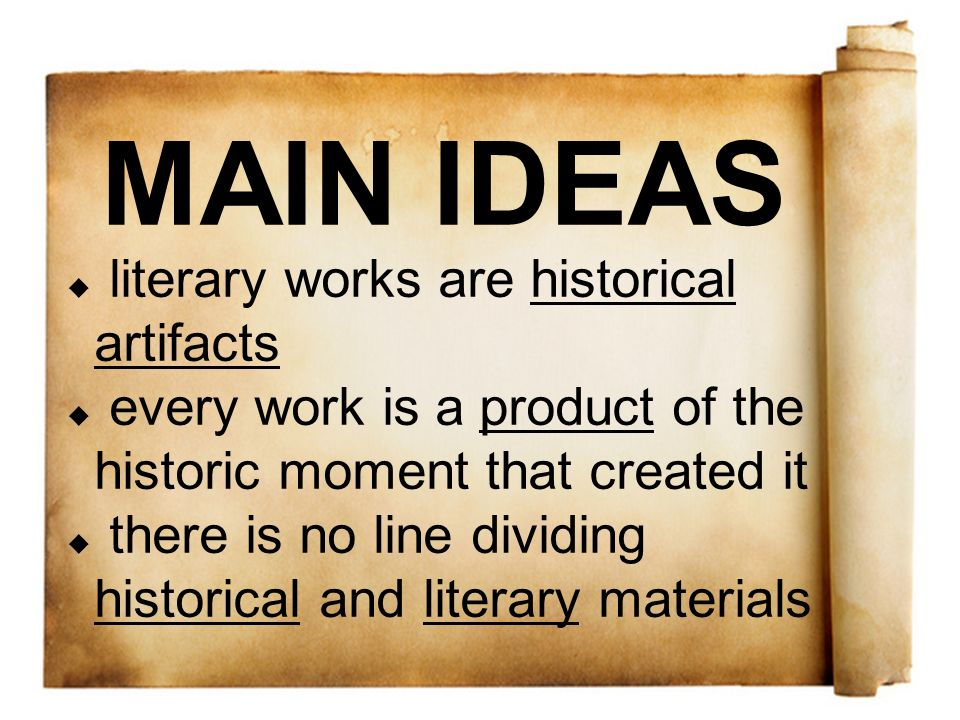 MAIN IDEAS
◆ literary works are historical
artifacts
◆ every work is a product of the
historic moment that created it
◆ there is no line dividing
historical and literary materials